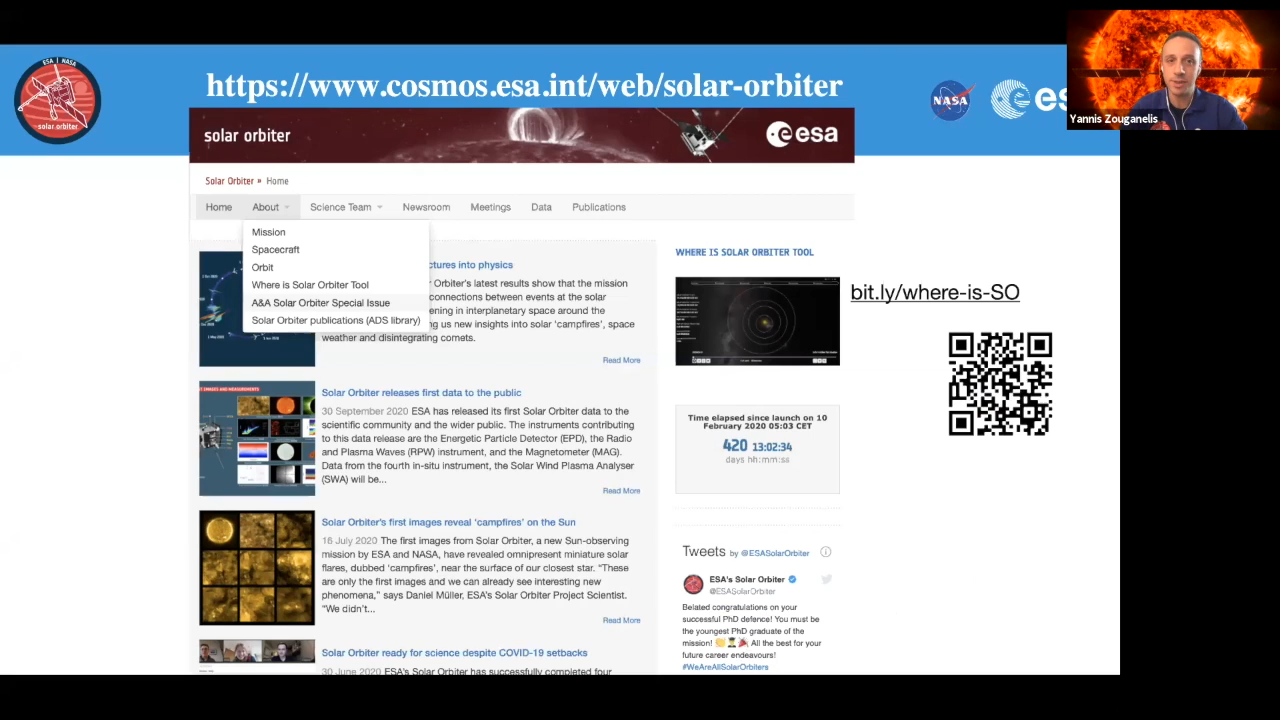 https://www.cosmos.esa.int/web/solar-orbiter
ESA | NASA
solar orbiter
NASA
es
Yannis Zouganelis
solar orbiter
esa
Solar Orbiter » Home
Home About Science Team Newsroom Meetings Data Publications
Mission
Spacecraft
Orbit
Where is Solar Orbiter Tool
A&A Solar Orbiter Special Issue
Solar Orbiter publications (ADS library)
ctures into physics
r Orbiter's latest results show that the mission
connections between events at the solar
ening in interplanetary space around the
ng us new insights into solar 'campfires', space
weather and disintegrating comets.
Read More
Solar Orbiter releases first data to the public
30 September 2020 ESA has released its first Solar Orbiter data to the
scientific community and the wider public. The instruments contributing
to this data release are the Energetic Particle Detector (EPD), the Radio
and Plasma Waves (RPW) instrument, and the Magnetometer (MAG).
Data from the fourth in-situ instrument, the Solar Wind Plasma Analyser
(SWA) will be...
Read More
Solar Orbiter's first images reveal 'campfires' on the Sun
16 July 2020 The first images from Solar Orbiter, a new Sun-observing
mission by ESA and NASA, have revealed omnipresent miniature solar
flares, dubbed 'campfires', near the surface of our closest star. "These
are only the first images and we can already see interesting new
phenomena," says Daniel Müller, ESA's Solar Orbiter Project Scientist.
"We didn't...
Read More
Solar Orbiter ready for science despite COVID-19 setbacks
30 June 2020 ESA's Solar Orbiter has successfully completed four
WHERE IS SOLAR ORBITER TOOL
bit.ly/where-is-SO
Time elapsed since launch on 10
February 2020 05:03 CET
420 13:02:34
days hh:mm:ss
Tweets by @ESASolarOrbiter
ESA's Solar Orbiter
@ESASolarOrbiter
Belated congratulations on your
successful PhD defence! You must be
the youngest PhD graduate of the
mission! 👏👨‍🎓🎉 All the best for your
future career endeavours!
#WeAreAllSolarOrbiters